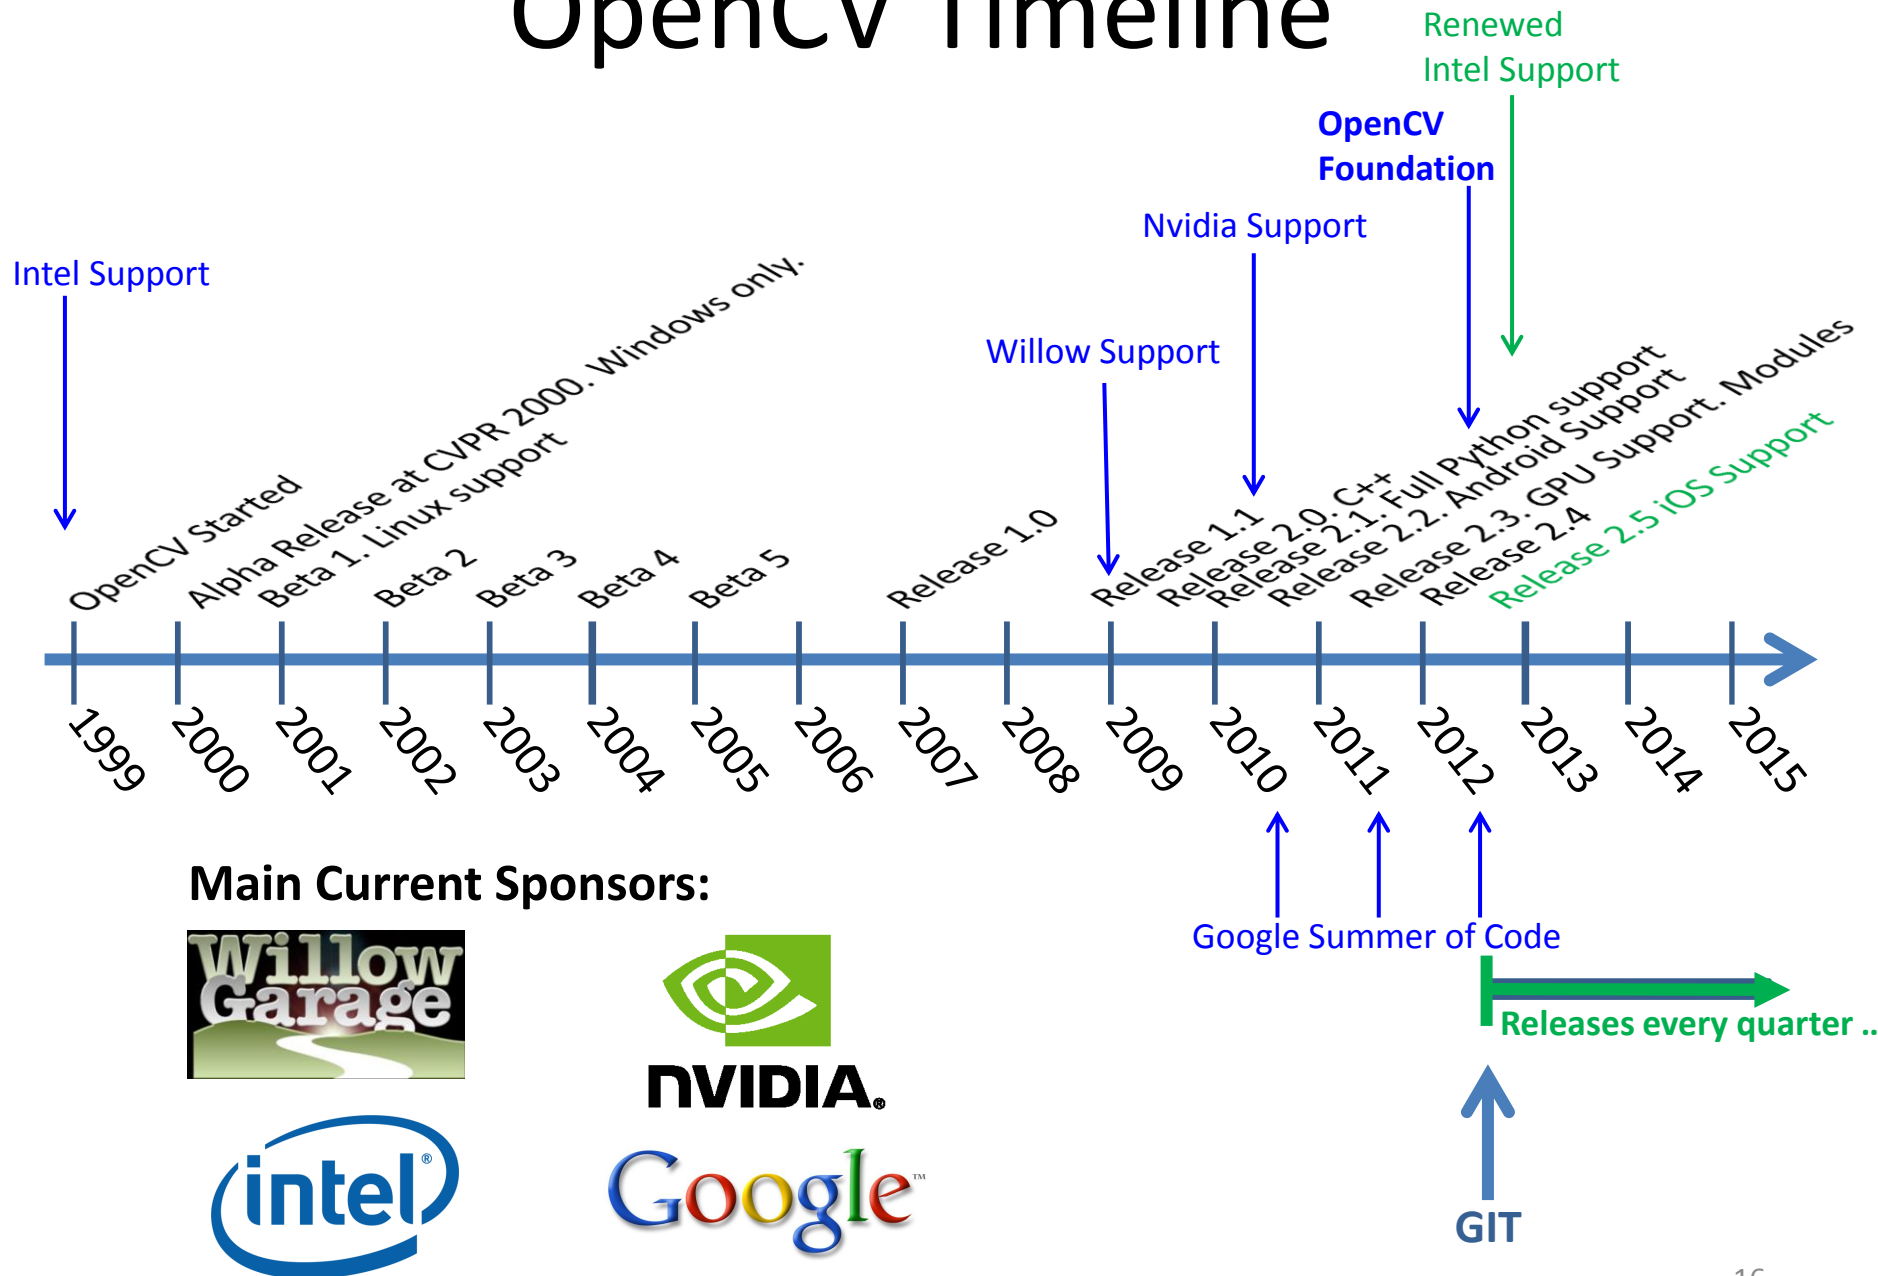 OpenCV Timeline
Renewed
Intel Support
OpenCV
Foundation
Nvidia Support
Intel Support
Willow Support
OpenCV Started
Alpha Release at CVPR 2000. Windows only.
Beta 1. Linux support
Beta 2
Beta 3
Beta 4
Beta 5
Release 1.0
Release 1.1
Release 2.0. C++
Release 2.1. Full Python support
Release 2.2. Android Support
Release 2.3. GPU Support. Modules
Release 2.4
Release 2.5 iOS Support
1999
2000
2001
2002
2003
2004
2005
2006
2007
2008
2009
2010
2011
2012
2013
2014
2015
Main Current Sponsors:
Google Summer of Code
Willow
Garage
NVIDIA®
Releases every quarter ..
intel®
Google™
GIT
16